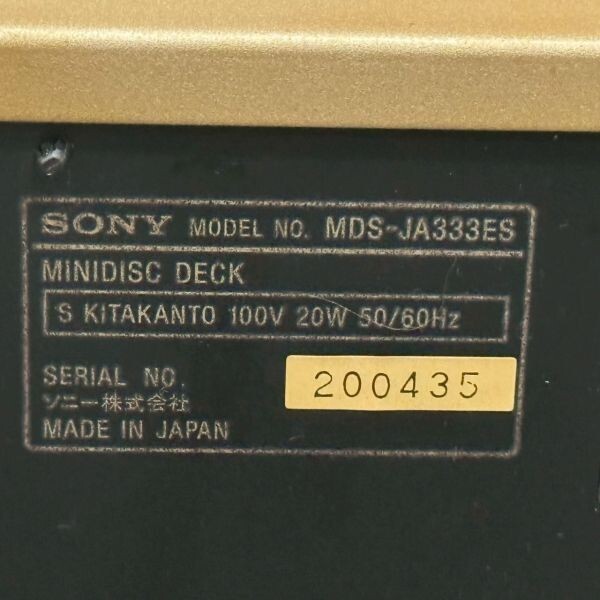 SONY MODEL NO. MDS-JA333ES
MINIDISC DECK
S KITAKANTO 100V 20W 50/60Hz
SERIAL NO. 200435
ソニー株式会社
MADE IN JAPAN